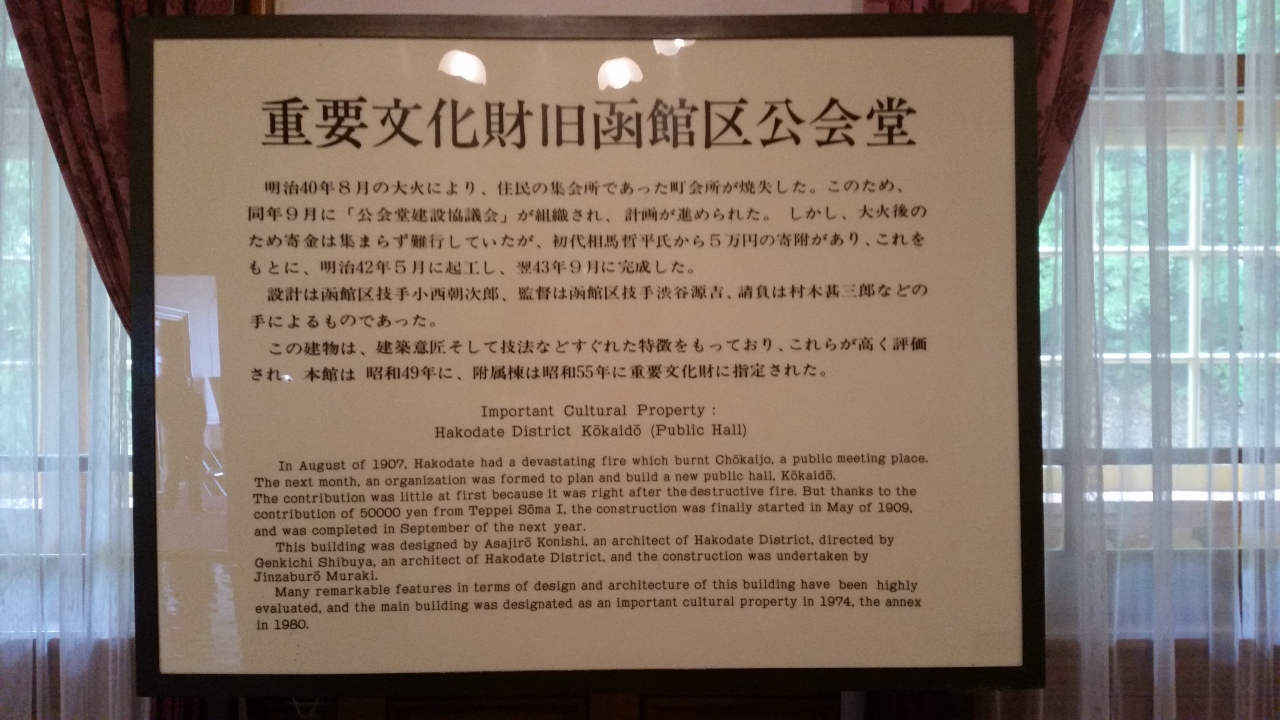 重要文化財旧函館区公会堂
明治40年８月の大火により、住民の集会所であった町会所が焼失した。このため、
同年９月に「公会堂建設協議会」が組織され、計画が進められた。 しかし、大火後の
ため寄金は集まらず難行していたが、初代相馬哲平氏から５万円の寄附があり、これを
もとに、明治42年５月に起工し、翌43年９月に完成した。
設計は函館区技手小西朝次郎、監督は函館区技手渋谷源吉、請負は村木甚三郎などの
手によるものであった。
この建物は、建築意匠そして技法などすぐれた特徴をもっており、これらが高く評価
され、本館は 昭和49年に、附属棟は昭和55年に重要文化財に指定された。
Important Cultural Property :
Hakodate District Kōkaidō (Public Hall)
In August of 1907, Hakodate had a devastating fire which burnt Chōkaijo, a public meeting place.
The next month, an organization was formed to plan and build a new public hall, Kōkaidō.
The contribution was little at first because it was right after the destructive fire. But thanks to the
contribution of 50000 yen from Teppei Sōma I, the construction was finally started in May of 1909,
and was completed in September of the next year.
This building was designed by Asajirō Konishi, an architect of Hakodate District, directed by
Genkichi Shibuya, an architect of Hakodate District, and the construction was undertaken by
Jinzaburō Muraki.
Many remarkable features in terms of design and architecture of this building have been highly
evaluated, and the main building was designated as an important cultural property in 1974, the annex
in 1980.